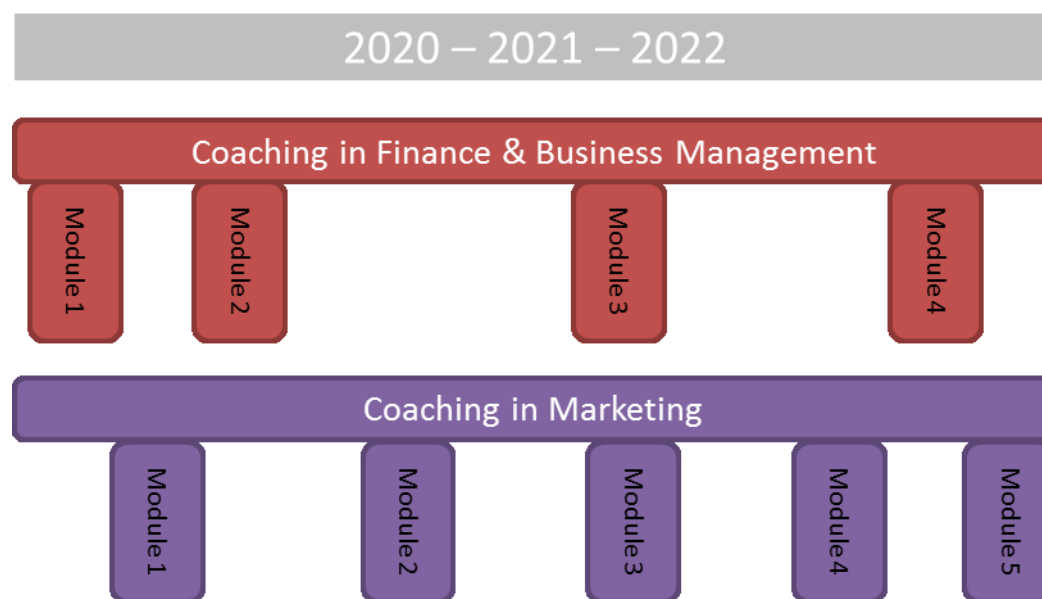 2020 – 2021 – 2022
Coaching in Finance & Business Management
Module 1
Module 2
Module 3
Module 4
Coaching in Marketing
Module 1
Module 2
Module 3
Module 4
Module 5